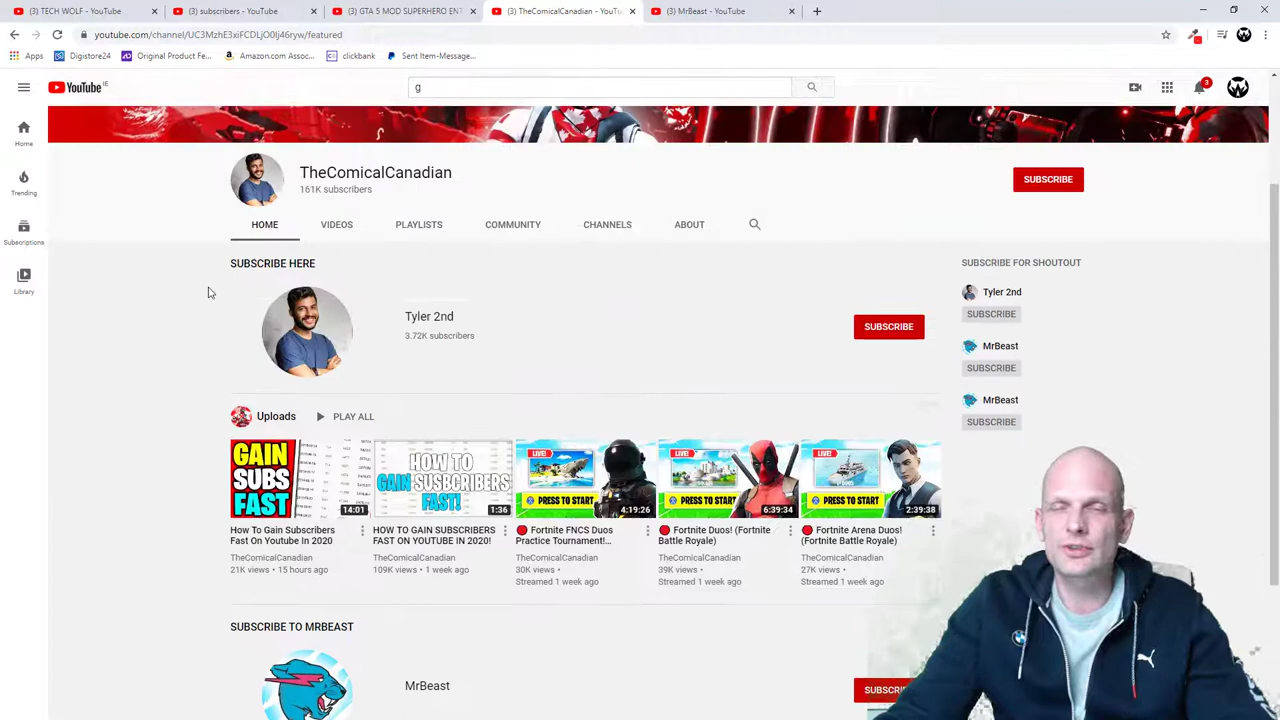 (3) TECH WOLF - YouTube
(3) subscribers - YouTube
(3) GTA 5 MOD SUPERHERO ENT
(3) TheComicalCanadian - YouTu
(3) MrBeast - YouTube
youtube.com/channel/UC3MzhE3xiFCDLjO0Ij46ryw/featured
Apps
Digistore24
Original Product Fe...
Amazon.com Assoc...
clickbank
Sent Item-Message...
YouTube IE
g
3
Home
Trending
Subscriptions
Library
TheComicalCanadian
161K subscribers
SUBSCRIBE
HOME
VIDEOS
PLAYLISTS
COMMUNITY
CHANNELS
ABOUT
SUBSCRIBE HERE
Tyler 2nd
3.72K subscribers
SUBSCRIBE
SUBSCRIBE FOR SHOUTOUT
Tyler 2nd
SUBSCRIBE
MrBeast
SUBSCRIBE
MrBeast
SUBSCRIBE
Uploads
PLAY ALL
GAIN
SUBS
FAST
14:01
HOW TO
GAIN SUSBCRIBERS
FAST!
1:36
LIVE!
PRESS TO START
4:19:26
LIVE!
PRESS TO START
6:39:34
LIVE!
PRESS TO START
2:39:38
How To Gain Subscribers
Fast On Youtube In 2020
TheComicalCanadian
21K views • 15 hours ago
HOW TO GAIN SUBSCRIBERS
FAST ON YOUTUBE IN 2020!
TheComicalCanadian
109K views • 1 week ago
Fortnite FNCS Duos
Practice Tournament!...
TheComicalCanadian
30K views •
Streamed 1 week ago
Fortnite Duos! (Fortnite
Battle Royale)
TheComicalCanadian
39K views •
Streamed 1 week ago
Fortnite Arena Duos!
(Fortnite Battle Royale)
TheComicalCanadian
27K views •
Streamed 1 week ago
SUBSCRIBE TO MRBEAST
MrBeast
SUBSCRI